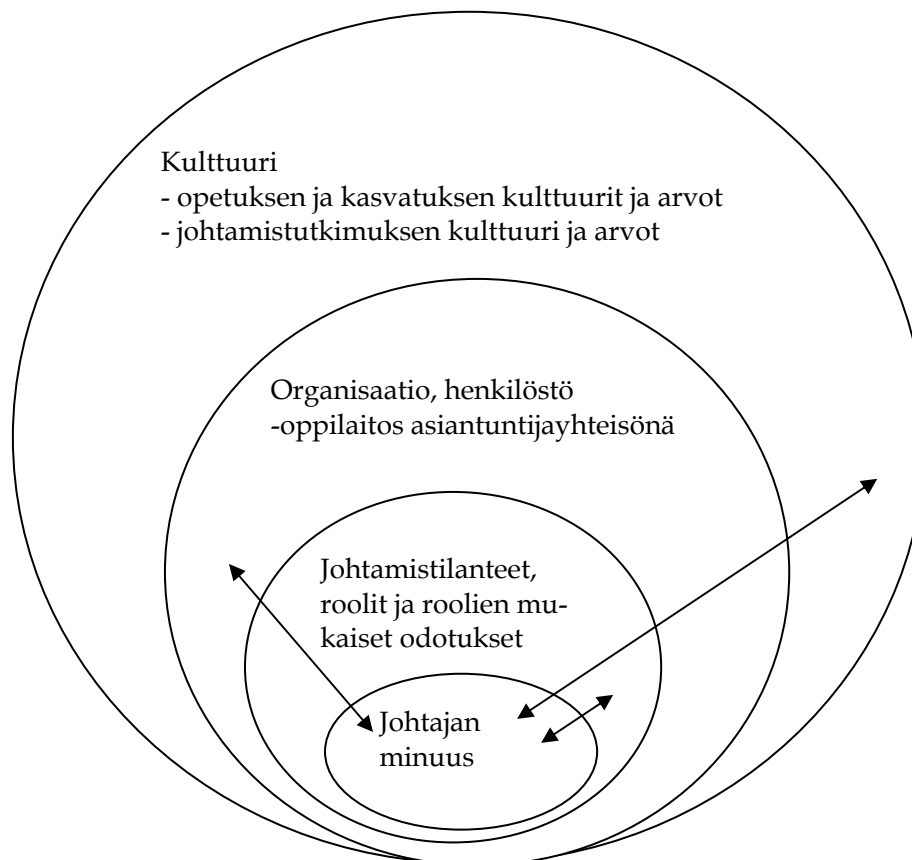 Kulttuuri
- opetuksen ja kasvatuksen kulttuurit ja arvot
- johtamistutkimuksen kulttuuri ja arvot
Organisaatio, henkilöstö
-oppilaitos asiantuntijayhteisönä
Johtamistilanteet,
roolit ja roolien mu-
kaiset odotukset
Johtajan
minuus